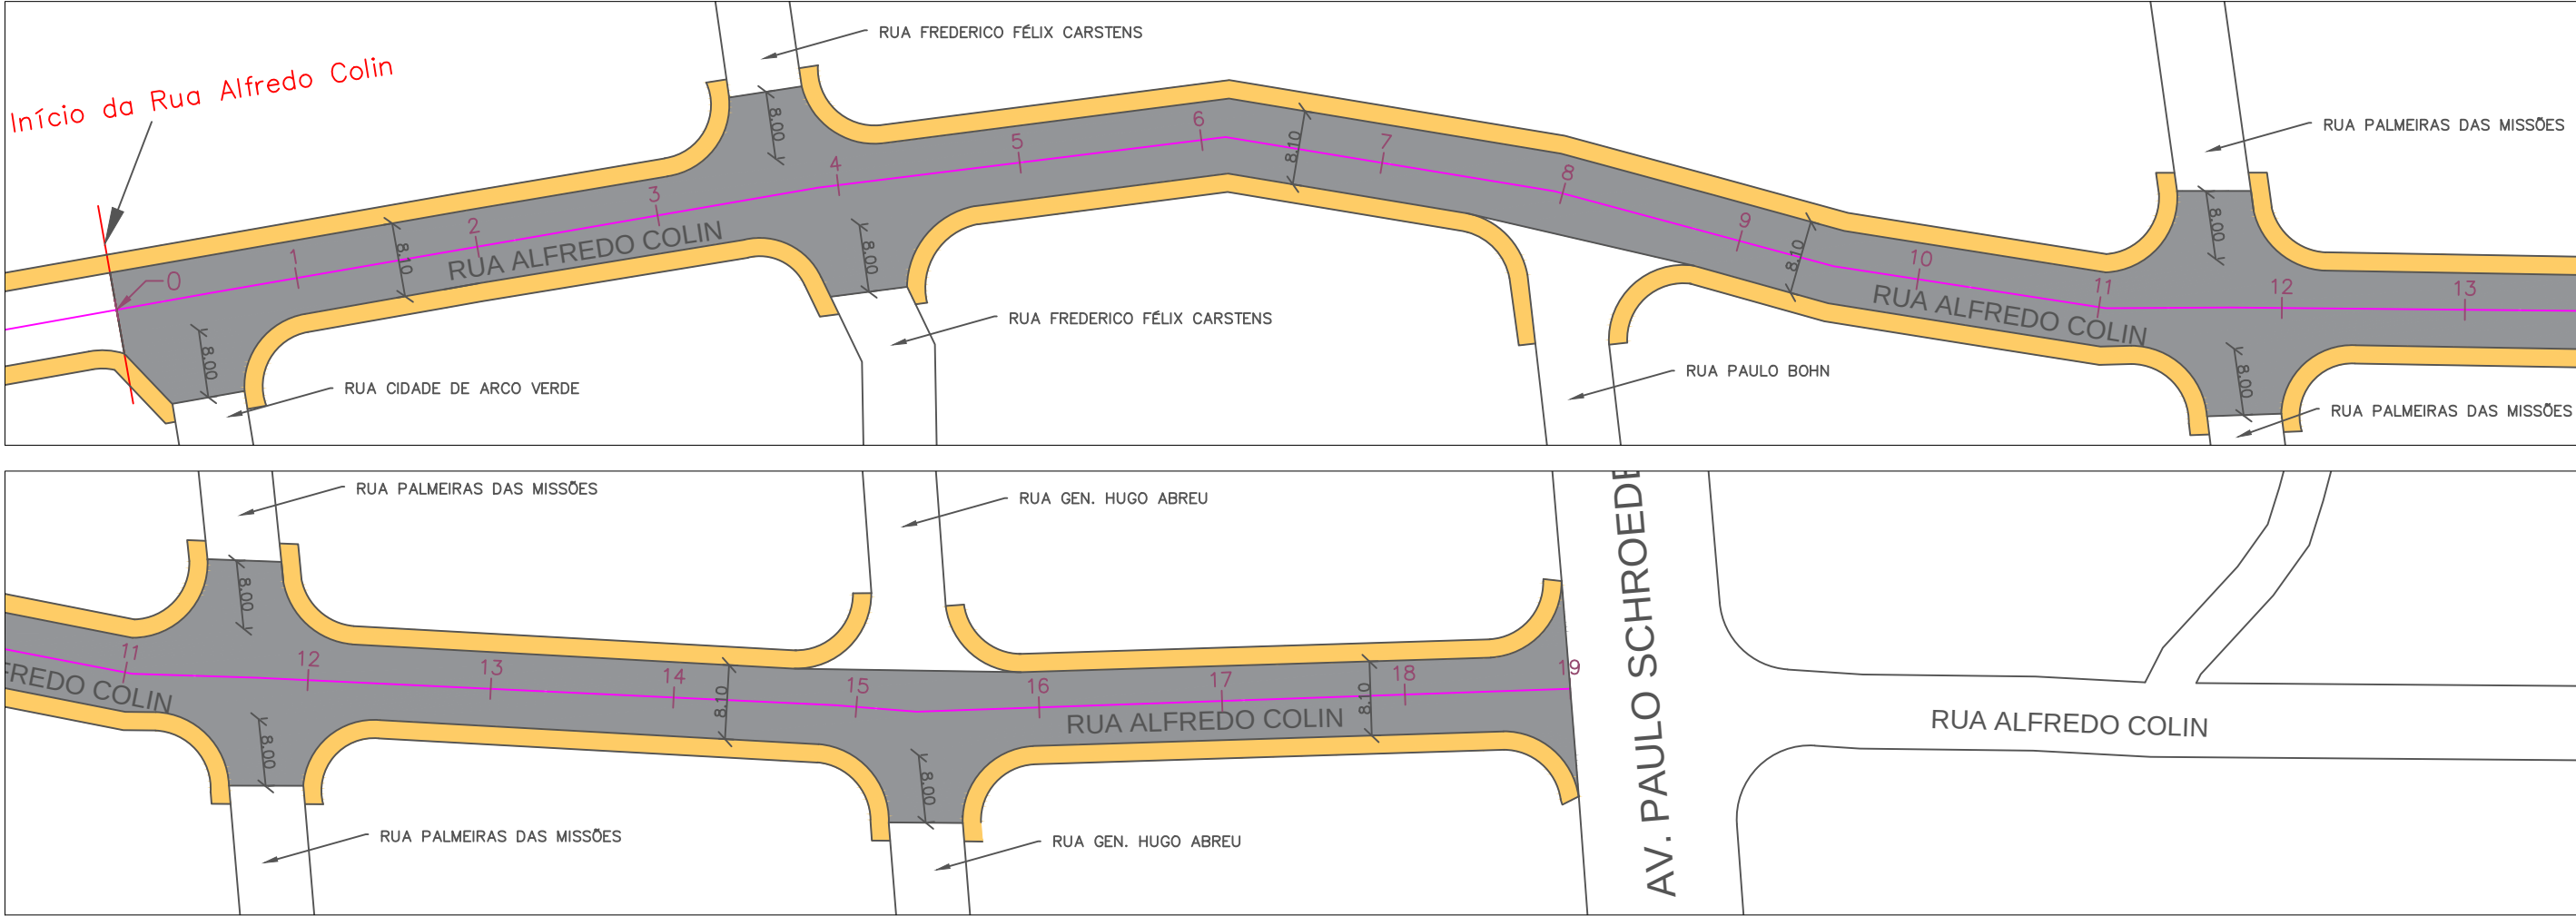 Início da Rua Alfredo Colin
RUA FREDERICO FÉLIX CARSTENS
RUA PALMEIRAS DAS MISSÕES
8.00
0
1
2
3
4
5
6
7
8
9
10
11
12
13
8.10
8.10
8.10
8.00
8.00
8.00
8.00
RUA ALFREDO COLIN
RUA ALFREDO COLIN
RUA FREDERICO FÉLIX CARSTENS
RUA CIDADE DE ARCO VERDE
RUA PAULO BOHN
RUA PALMEIRAS DAS MISSÕES
RUA PALMEIRAS DAS MISSÕES
RUA GEN. HUGO ABREU
8.00
11
12
13
14
15
16
17
18
19
FREDO COLIN
8.10
8.10
8.00
8.00
RUA ALFREDO COLIN
AV. PAULO SCHROEDE
RUA ALFREDO COLIN
RUA PALMEIRAS DAS MISSÕES
RUA GEN. HUGO ABREU